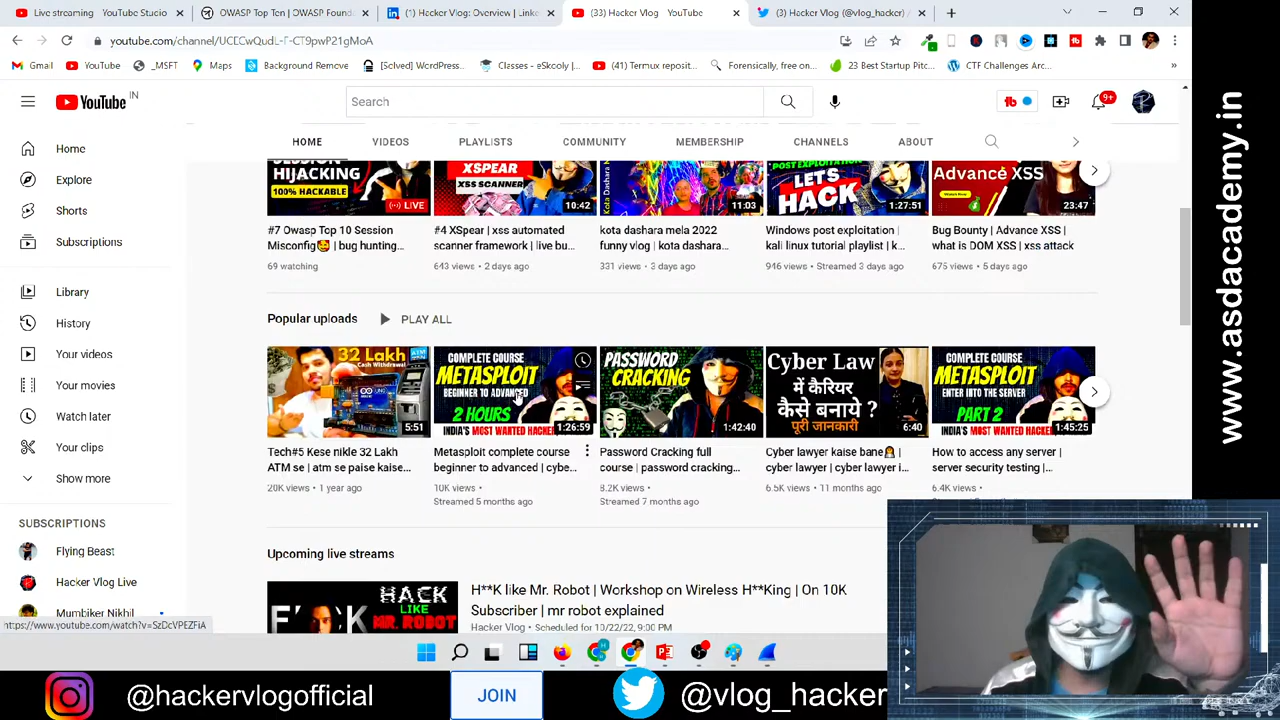 Live streaming - YouTube Studio
OWASP Top Ten | OWASP Found
(1) Hacker Vlog: Overview | Linke
(33) Hacker Vlog - YouTube
(3) Hacker Vlog (@vlog_hacker) /
Gmail
YouTube
_MSFT
Maps
Background Remove
[Solved] WordPress...
Classes - eSkcoly |...
(41) Termux reposit...
Forensically, free o...
23 Best Startup Pitc...
CTF Challenges Arc...
YouTube IN
Search
9+
HOME
VIDEOS
PLAYLISTS
COMMUNITY
MEMBERSHIP
CHANNELS
ABOUT
Home
Explore
Shorts
Subscriptions
Library
History
Your videos
Your movies
Watch later
Your clips
Show more
SUBSCRIPTIONS
Flying Beast
Hacker Vlog Live
Mumbiker Nikhil
HIJACKING
100% HACKABLE
LIVE
XSPEAR
XSS SCANNER
10:42
11:03
POST EXPLOITATION
LET'S
HACK
1:27:51
Advance XSS
23:47
#7 Owasp Top 10 Session
Misconfig🥰 | bug hunting...
69 watching
#4 XSpear | xss automated
scanner framework | live bu...
643 views • 2 days ago
kota dashara mela 2022
funny vlog | kota dashara...
331 views • 3 days ago
Windows post exploitation |
kali linux tutorial playlist | k...
946 views • Streamed 3 days ago
Bug Bounty | Advance XSS |
what is DOM XSS | xss attack
675 views • 5 days ago
Popular uploads
PLAY ALL
32 Lakh
Cash Withdrawal
ATM
5:51
COMPLETE COURSE
METASPLOIT
BEGINNER TO ADVANCED
2 HOURS
INDIA'S MOST WANTED HACKER
1:26:59
PASSWORD
CRACKING
1:42:40
Cyber Law
में कैरियर
कैसे बनाये ?
पूरी जानकारी
6:40
COMPLETE COURSE
METASPLOIT
ENTER INTO THE SERVER
PART 2
INDIA'S MOST WANTED HACKER
1:45:25
Tech#5 Kese nikle 32 Lakh
ATM se | atm se paise kaise...
20K views • 1 year ago
Metasploit complete course
beginner to advanced | cybe...
10K views •
Streamed 5 months ago
Password Cracking full
course | password cracking...
8.2K views •
Streamed 7 months ago
Cyber lawyer kaise bane | 
cyber lawyer | cyber lawyer i...
6.5K views • 11 months ago
How to access any server |
server security testing |...
6.4K views •
Upcoming live streams
HACK
LIKE
MR. ROBOT
H**K like Mr. Robot | Workshop on Wireless H**King | On 10K
Subscriber | mr robot explained
Hacker Vlog • Scheduled for 10/22/22, 9:00 PM
www.asdacademy.in
@hackervlogofficial
JOIN
@vlog_hacker